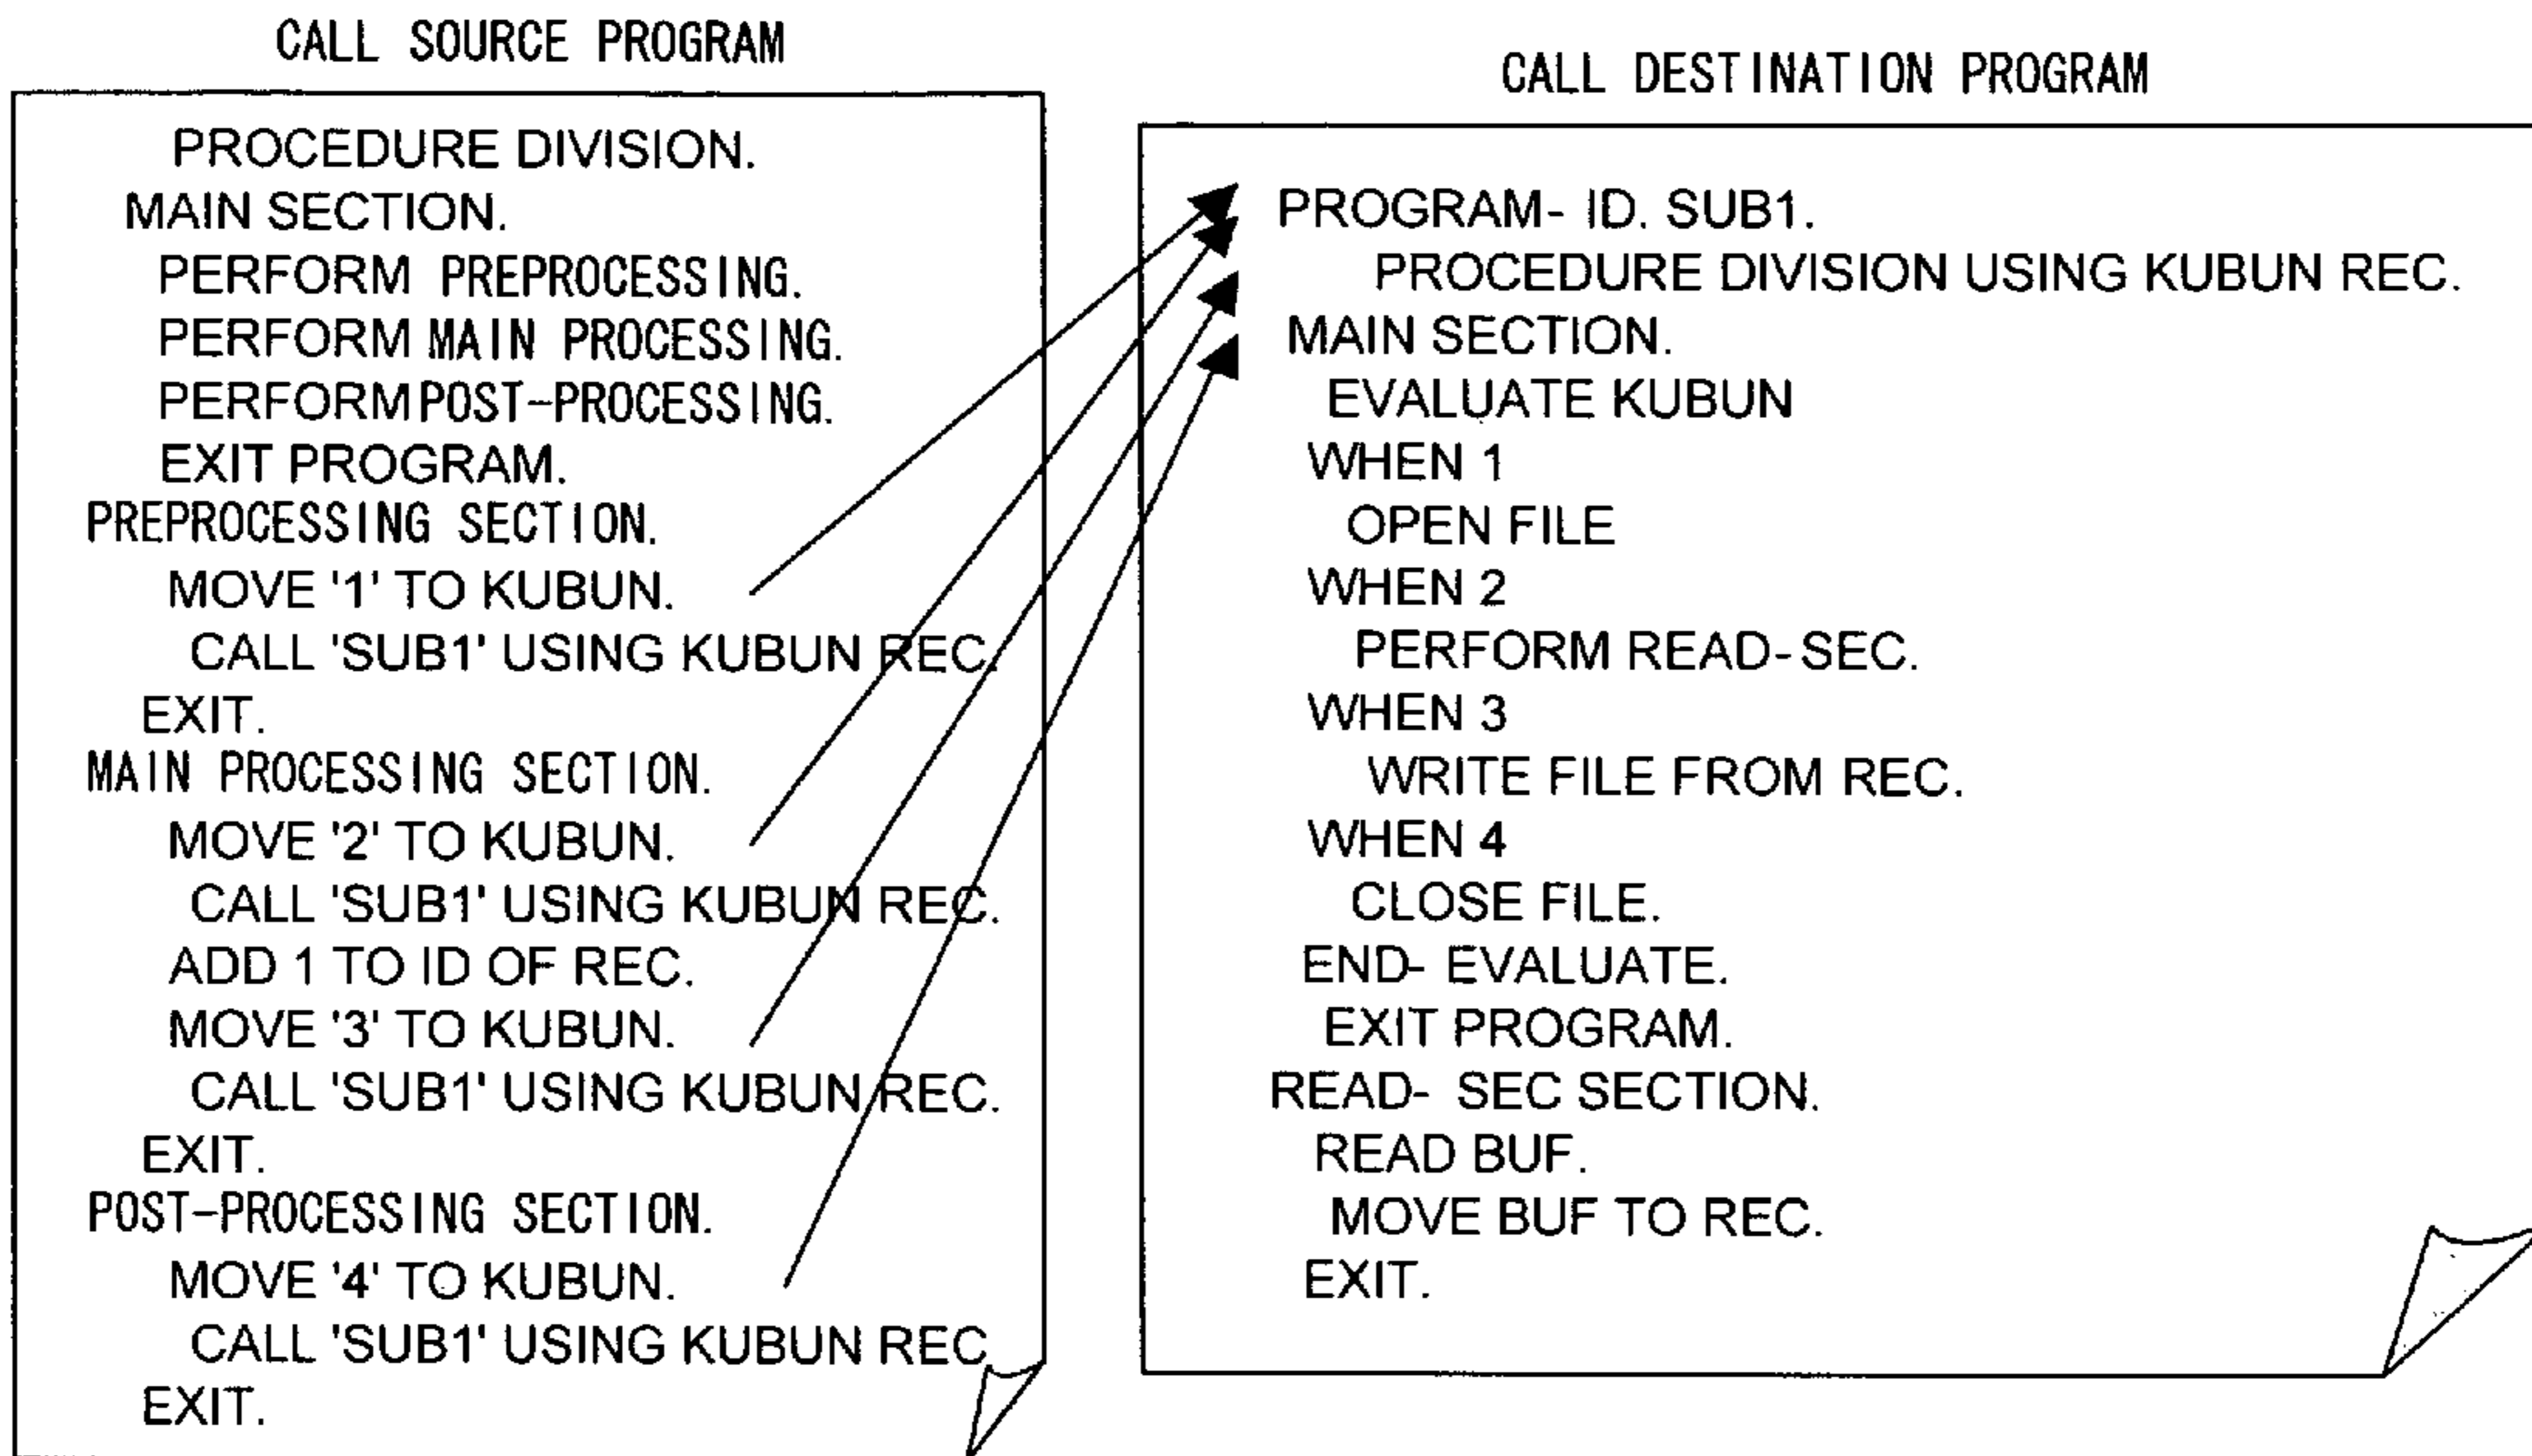 CALL SOURCE PROGRAM
PROCEDURE DIVISION.
MAIN SECTION.
PERFORM PREPROCESSING.
PERFORM MAIN PROCESSING.
PERFORM POST-PROCESSING.
EXIT PROGRAM.
PREPROCESSING SECTION.
MOVE '1' TO KUBUN.
CALL 'SUB1' USING KUBUN REC.
EXIT.
MAIN PROCESSING SECTION.
MOVE '2' TO KUBUN.
CALL 'SUB1' USING KUBUN REC.
ADD 1 TO ID OF REC.
MOVE '3' TO KUBUN.
CALL 'SUB1' USING KUBUN REC.
EXIT.
POST-PROCESSING SECTION.
MOVE '4' TO KUBUN.
CALL 'SUB1' USING KUBUN REC
EXIT.
CALL DESTINATION PROGRAM
PROGRAM- ID. SUB1.
PROCEDURE DIVISION USING KUBUN REC.
MAIN SECTION.
EVALUATE KUBUN
WHEN 1
OPEN FILE
WHEN 2
PERFORM READ-SEC.
WHEN 3
WRITE FILE FROM REC.
WHEN 4
CLOSE FILE.
END- EVALUATE.
EXIT PROGRAM.
READ- SEC SECTION.
READ BUF.
MOVE BUF TO REC.
EXIT.